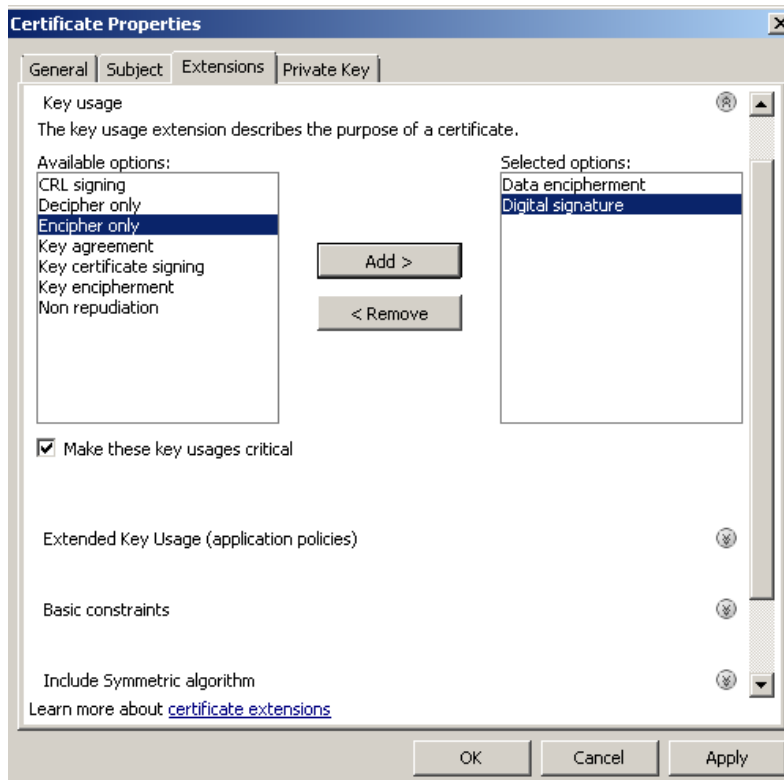 Certificate Properties
General Subject Extensions Private Key
Key usage
The key usage extension describes the purpose of a certificate.
Available options: Selected options:
CRL signing Data encipherment
Decipher only Digital signature
Encipher only
Key agreement
Key certificate signing
Key encipherment
Non repudiation
Add >
< Remove
Make these key usages critical
Extended Key Usage (application policies)
Basic constraints
Include Symmetric algorithm
Learn more about certificate extensions
OK Cancel Apply